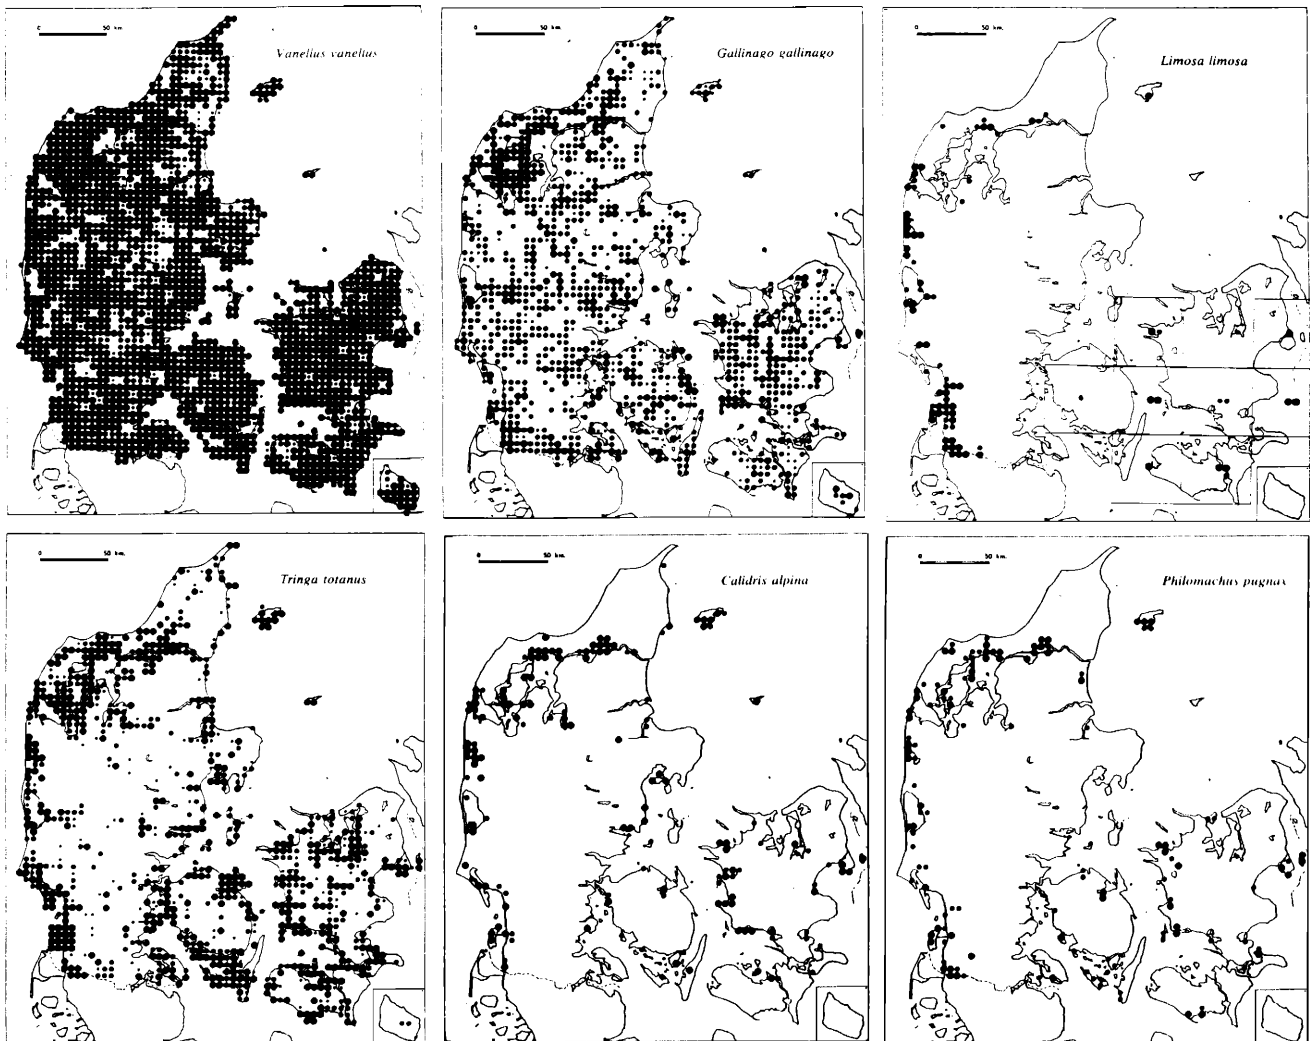 0 50 km.
Vanellus vanellus
0 50 km.
Gallinago gallinago
0 50 km.
Limosa limosa
0 50 km.
Tringa totanus
0 50 km.
Calidris alpina
0 50 km.
Philomachus pugnax